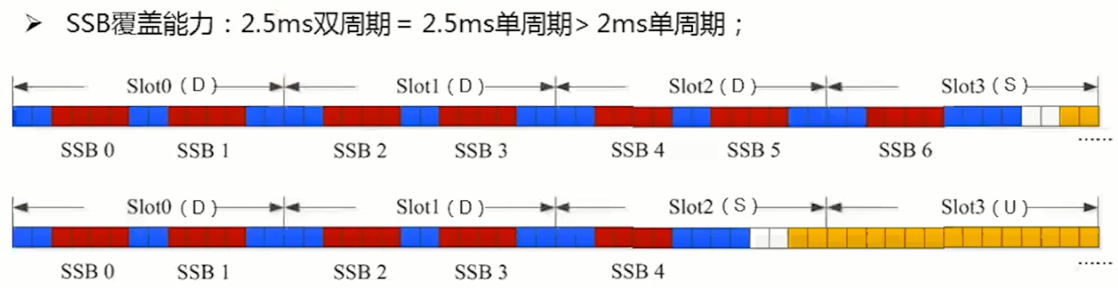 ➤ SSB覆盖能力：2.5ms双周期 = 2.5ms单周期> 2ms单周期；
Slot0（D） Slot1（D） Slot2（D） Slot3（S）
SSB 0 SSB 1 SSB 2 SSB 3 SSB 4 SSB 5 SSB 6 ......
Slot0（D） Slot1（D） Slot2（S） Slot3（U）
SSB 0 SSB 1 SSB 2 SSB 3 SSB 4 ......